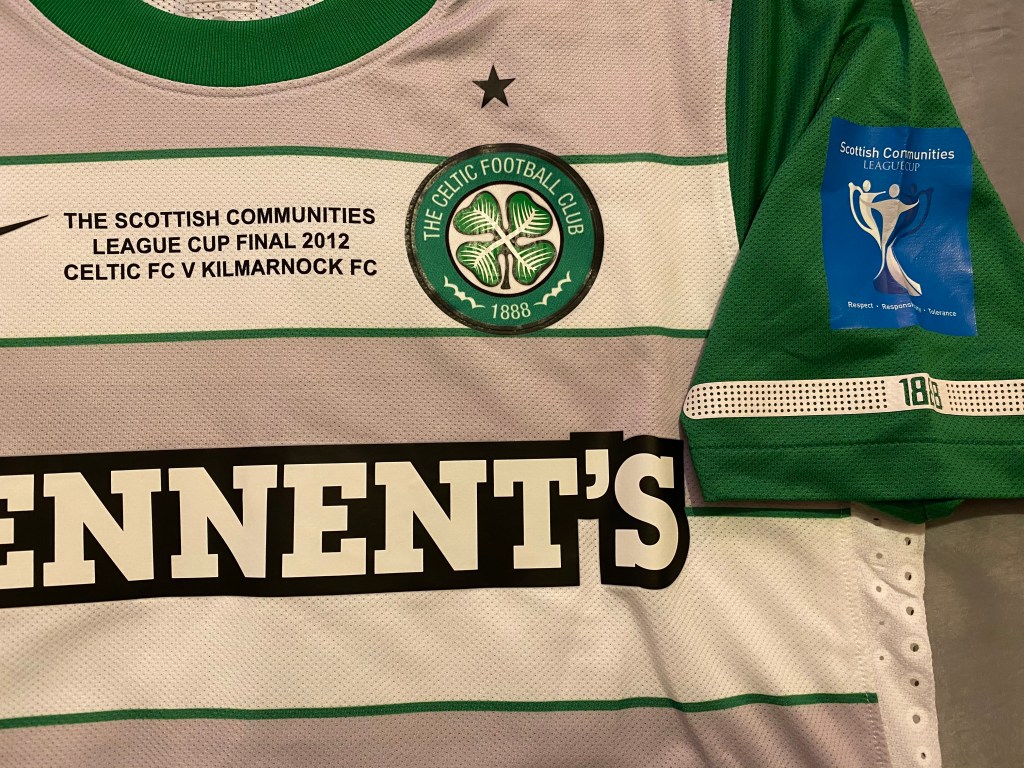 THE SCOTTISH COMMUNITIES
LEAGUE CUP FINAL 2012
CELTIC FC V KILMARNOCK FC
THE CELTIC FOOTBALL CLUB
1888
Scottish Communities
LEAGUE CUP
Respect • Responsibility • Tolerance
1888
ENNENT'S